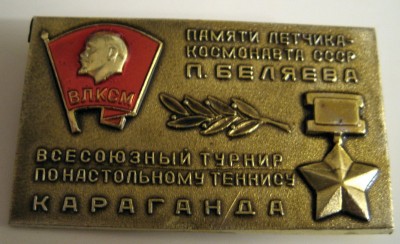 ВЛКСМ
ПАМЯТИ ЛЕТЧИКА-
КОСМОНАВТА СССР
П. БЕЛЯЕВА
ВСЕСОЮЗНЫЙ ТУРНИР
ПО НАСТОЛЬНОМУ ТЕННИСУ
КАРАГАНДА